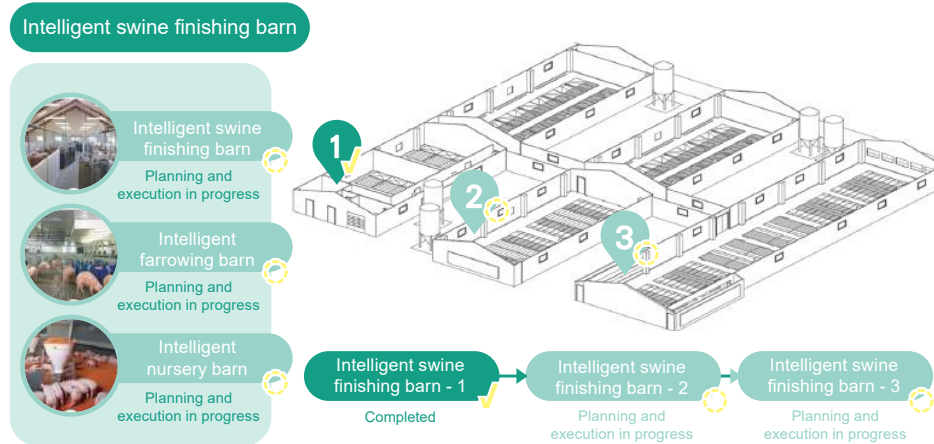 Intelligent swine finishing barn
Intelligent swine
finishing barn
Planning and
execution in progress
Intelligent
farrowing barn
Planning and
execution in progress
Intelligent
nursery barn
Planning and
execution in progress
1
2
3
Intelligent swine
finishing barn - 1
Completed
Intelligent swine
finishing barn - 2
Planning and
execution in progress
Intelligent swine
finishing barn - 3
Planning and
execution in progress